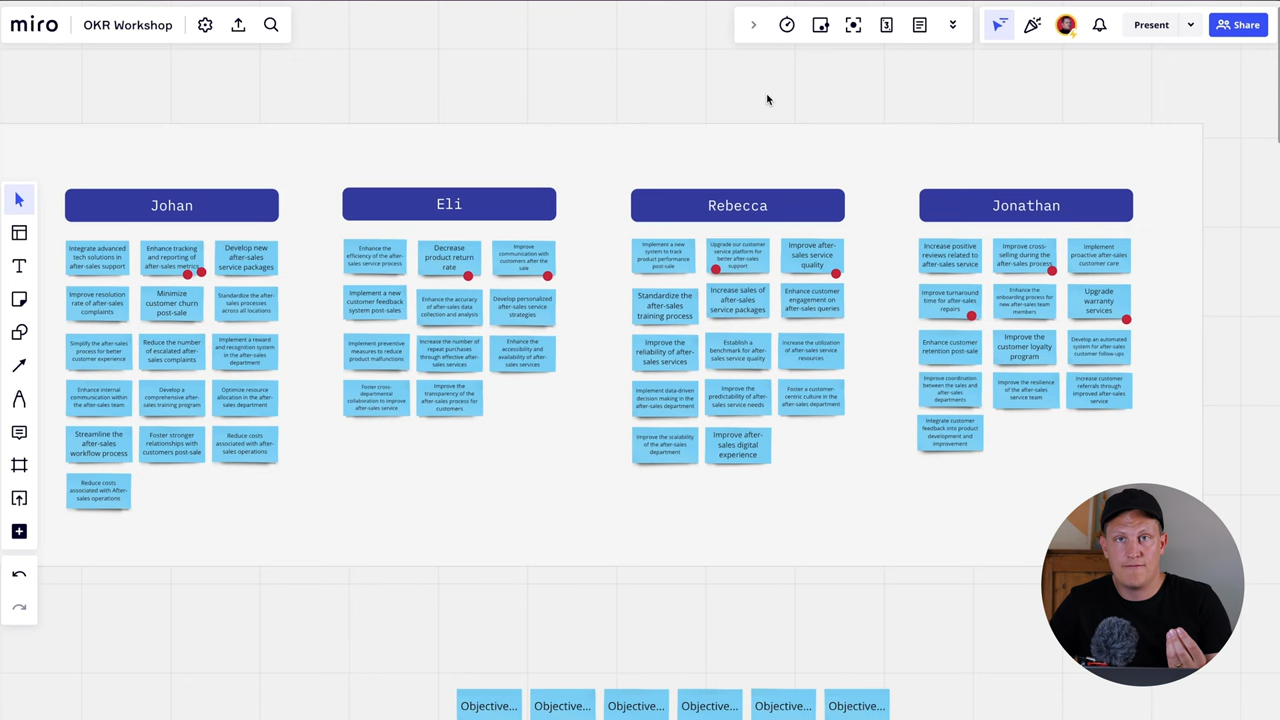 miro
OKR Workshop
3
Present
Share
Johan
Integrate advanced
tech solutions in
after-sales support
Enhance tracking
and reporting of
after-sales metrics
Develop new
after-sales
service packages
Improve resolution
rate of after-sales
complaints
Minimize
customer churn
post-sale
Standardize the after-
sales processes
across all locations
Simplify the after-sales
process for better
customer experience
Reduce the number
of escalated after-
sales complaints
Implement a reward
and recognition system
in the after-sales
department
Enhance internal
communication within
the after-sales team
Develop a
comprehensive after-
sales training program
Optimize resource
allocation in the after-
sales department
Streamline the
after-sales
workflow process
Foster stronger
relationships with
customers post-sale
Reduce costs
associated with after-
sales operations
Reduce costs
associated with After-
sales operations
Eli
Enhance the
efficiency of the after-
sales service process
Decrease
product return
rate
Improve
communication with
customers after the
sale
Implement a new
customer feedback
system post-sales
Enhance the accuracy
of after-sales data
collection and analysis
Develop personalized
after-sales service
strategies
Implement preventive
measures to reduce
product malfunctions
Increase the number
of repeat purchases
through effective after-
sales services
Enhance the
accessibility and
availability of after-
sales services
Foster cross-
departmental
collaboration to improve
after-sales service
Improve the
transparency of the
after-sales process for
customers
Rebecca
Implement a new
system to track
product performance
post-sale
Upgrade our customer
service platform for
better after-sales
support
Improve after-
sales service
quality
Standardize the
after-sales
training process
Increase sales of
after-sales
service packages
Enhance customer
engagement on
after-sales queries
Improve the
reliability of after-
sales services
Establish a
benchmark for after-
sales service quality
Increase the utilization
of after-sales service
resources
Implement data-driven
decision making in the
after-sales department
Improve the
predictability of after-
sales service needs
Foster a customer-
centric culture in the
after-sales department
Improve the scalability
of the after-sales
department
Improve after-
sales digital
experience
Jonathan
Increase positive
reviews related to
after-sales service
Improve cross-
selling during the
after-sales process
Implement
proactive after-sales
customer care
Improve turnaround
time for after-sales
repairs
Enhance the
onboarding process for
new after-sales team
members
Upgrade
warranty
services
Enhance customer
retention post-sale
Improve the
customer loyalty
program
Develop an automated
system for after-sales
customer follow-ups
Improve coordination
between the sales and
after-sales
departments
Improve the resilience
of the after-sales
service team
Increase customer
referrals through
improved after-sales
service
Integrate customer
feedback into product
development and
improvement
Objective...
Objective...
Objective...
Objective...
Objective...
Objective...